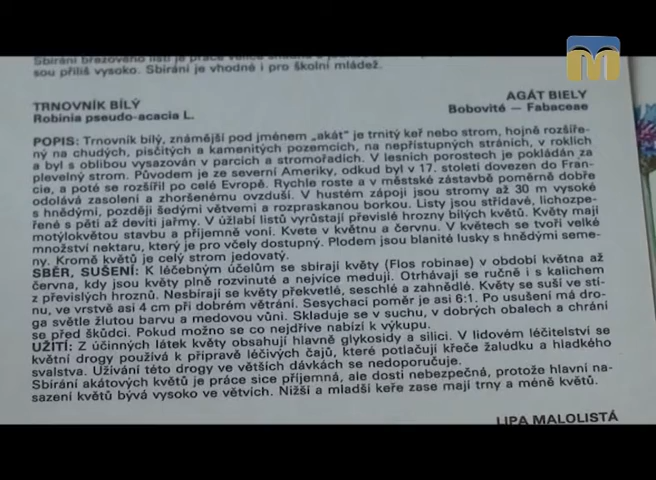 Sbírání březového listí je práce velice
sou příliš vysoko. Sbírání je vhodné i pro školní mládež.
TRNOVNÍK BÍLÝ
Robinia pseudo-acacia L.
AGÁT BIELY
Bobovité — Fabaceae
POPIS: Trnovník bílý, známější pod jménem „akát" je trnitý keř nebo strom, hojně rozšíře-
ný na chudých, písčitých a kamenitých pozemcích, na nepřístupných stráních, v roklích
a byl s oblibou vysazován v parcích a stromořadích. V lesních porostech je pokládán za
plevelný strom. Původem je ze severní Ameriky, odkud byl v 17. století dovezen do Fran-
cie, a poté se rozšířil po celé Evropě. Rychle roste a v městské zástavbě poměrně dobře
odolává zasolení a zhoršenému ovzduší. V hustém zápoji jsou stromy až 30 m vysoké
s hnědými, později šedými větvemi a rozpraskanou borkou. Listy jsou střídavé, lichozpe-
řené s pěti až devíti jařmy. V úžlabí listů vyrůstají převislé hrozny bílých květů. Květy mají
motýlokvětou stavbu a příjemně voní. Kvete v květnu a červnu. V květech se tvoří velké
množství nektaru, který je pro včely dostupný. Plodem jsou blanité lusky s hnědými seme-
ny. Kromě květů je celý strom jedovatý.
SBĚR, SUŠENÍ: K léčebným účelům se sbírají květy (Flos robinae) v období května až
června, kdy jsou květy plně rozvinuté a nejvíce medují. Otrhávají se ručně i s kalichem
z převislých hroznů. Nesbírají se květy překvetlé, seschlé a zahnědlé. Květy se suší ve stí-
nu, ve vrstvě asi 4 cm při dobrém větrání. Sesychací poměr je asi 6:1. Po usušení má dro-
ga světle žlutou barvu a medovou vůni. Skladuje se v suchu, v dobrých obalech a chrání
se před škůdci. Pokud možno se co nejdříve nabízí k výkupu.
UŽITÍ: Z účinných látek květy obsahují hlavně glykosidy a silici. V lidovém léčitelství se
květní drogy používá k přípravě léčivých čajů, které potlačují křeče žaludku a hladkého
svalstva. Užívání této drogy ve větších dávkách se nedoporučuje.
Sbírání akátových květů je práce sice příjemná, ale dosti nebezpečná, protože hlavní na-
sazení květů bývá vysoko ve větvích. Nižší a mladší keře zase mají trny a méně květů.
LIPA MALOLISTÁ